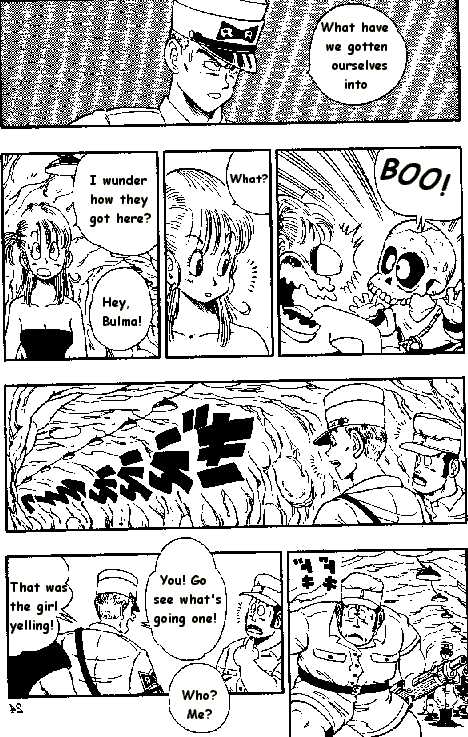 What have
we gotten
ourselves
into
I wunder
how they
got here?
Hey,
Bulma!
What?
BOO!
That was
the girl
yelling!
You! Go
see what's
going one!
Who?
Me?
24